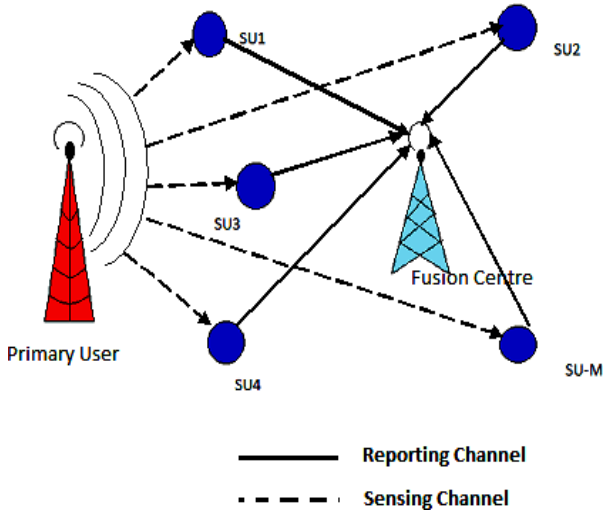 SU1
SU2
SU3
Fusion Centre
Primary User
SU4
SU-M
Reporting Channel
Sensing Channel